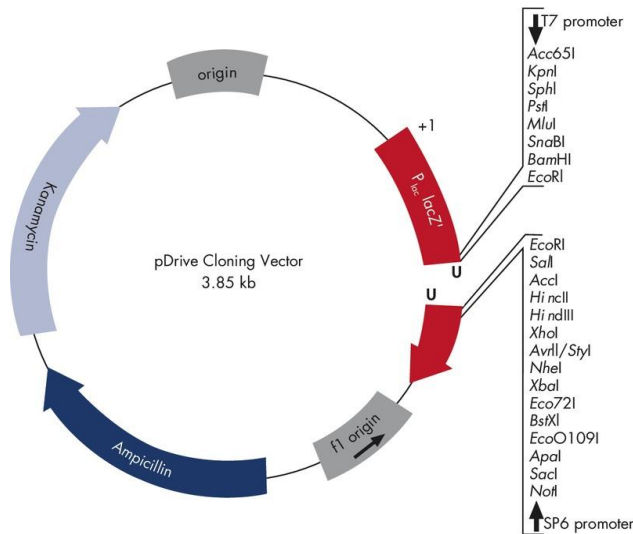 T7 promoter
Acc65I
KpnI
SphI
PstI
MluI
SnaBI
BamHI
EcoRI
origin
+1
Plac lacZ'
Kanamycin
pDrive Cloning Vector
3.85 kb
U
U
EcoRI
SalI
AccI
HincII
HindIII
XhoI
AvrII/StyI
NheI
XbaI
Eco72I
BstXI
EcoO109I
ApaI
SacI
NotI
SP6 promoter
f1 origin
Ampicillin